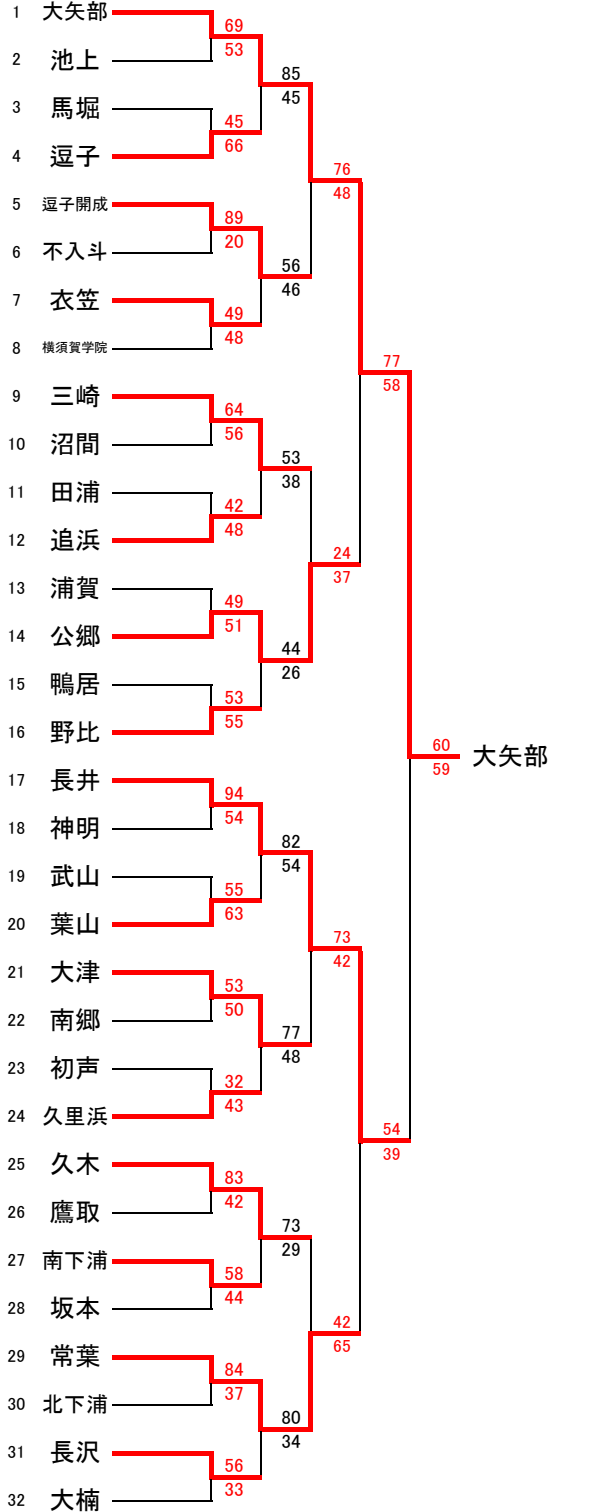 1 大矢部
69
53
2 池上
85
45
3 馬堀
45
66
4 逗子
76
48
5 逗子開成
89
20
6 不入斗
56
46
7 衣笠
49
48
8 横須賀学院
77
58
9 三崎
64
56
10 沼間
53
38
11 田浦
42
48
12 追浜
24
37
13 浦賀
49
51
14 公郷
44
26
15 鴨居
53
55
16 野比
60
59
大矢部
17 長井
94
54
18 神明
82
54
19 武山
55
63
20 葉山
73
42
21 大津
53
50
22 南郷
77
48
23 初声
32
43
24 久里浜
54
39
25 久木
83
42
26 鷹取
73
29
27 南下浦
58
44
28 坂本
42
65
29 常葉
84
37
30 北下浦
80
34
31 長沢
56
33
32 大楠